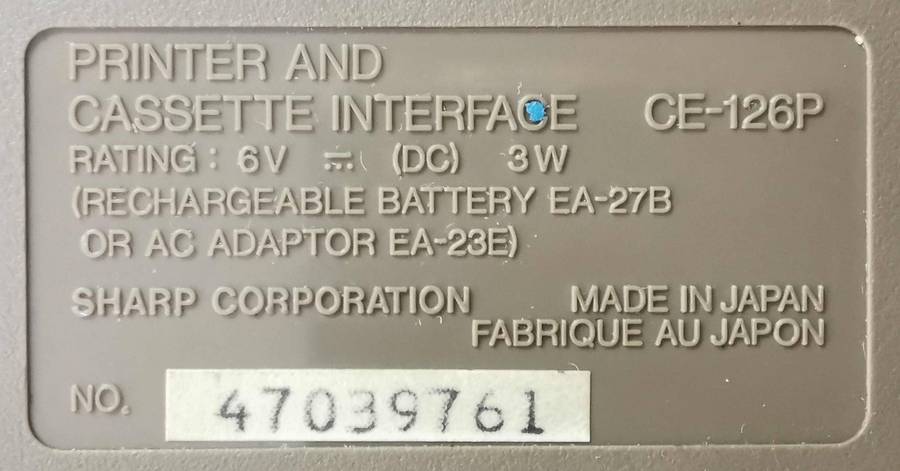 PRINTER AND
CASSETTE INTERFACE CE-126P
RATING: 6V ⎓ (DC) 3W
(RECHARGEABLE BATTERY EA-27B
OR AC ADAPTOR EA-23E)
SHARP CORPORATION MADE IN JAPAN
FABRIQUE AU JAPON
NO. 47039761